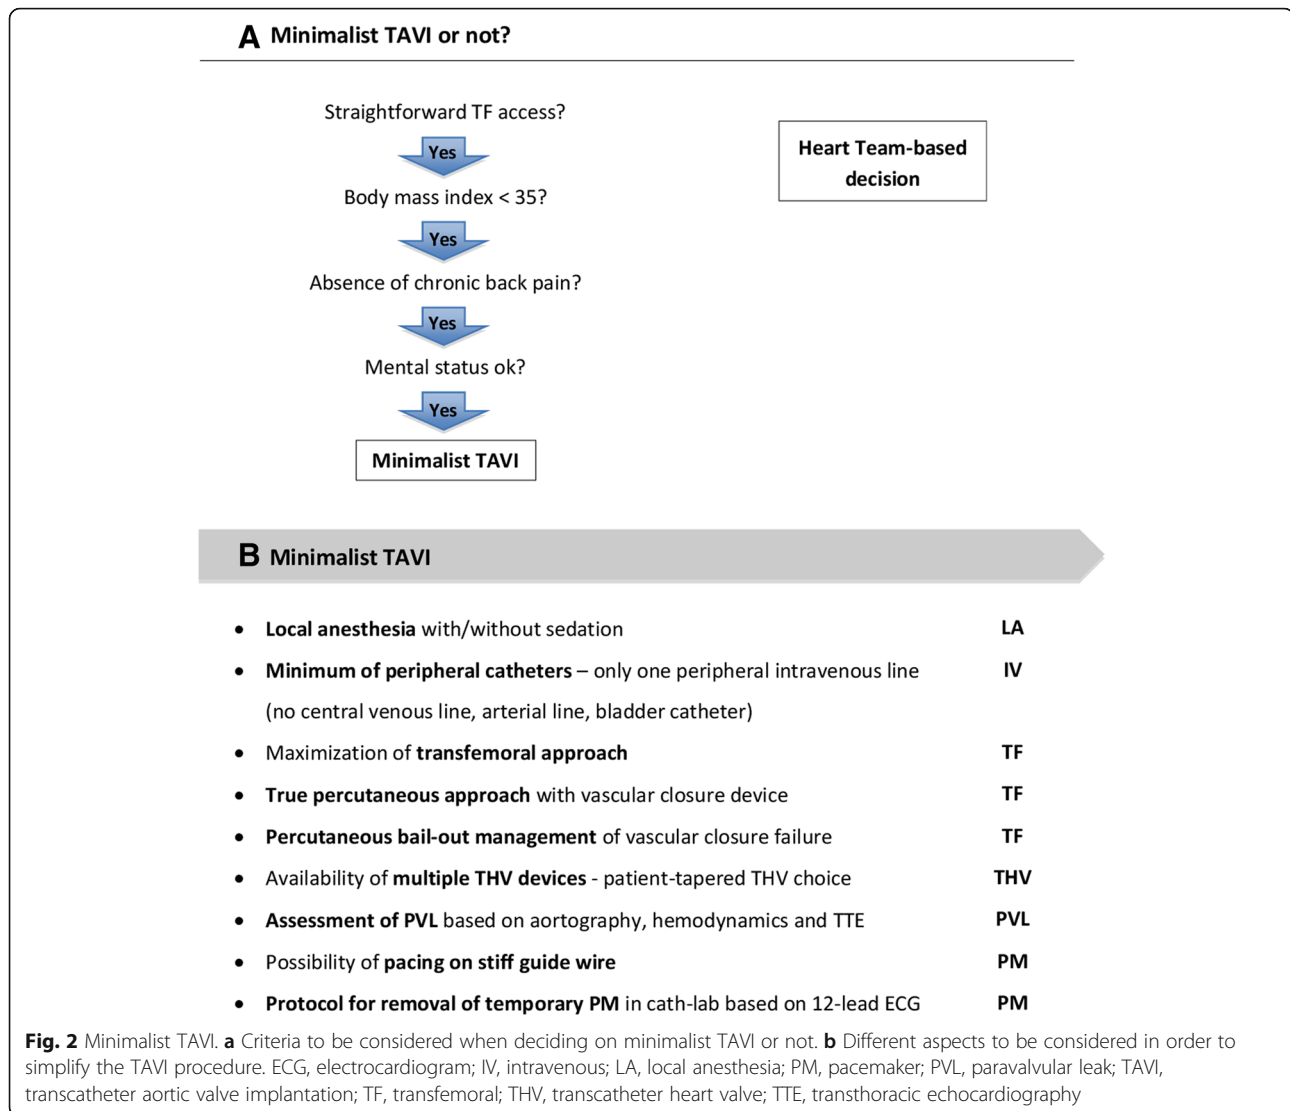 A Minimalist TAVI or not?
Straightforward TF access?
Yes
Body mass index < 35?
Yes
Absence of chronic back pain?
Yes
Mental status ok?
Yes
Minimalist TAVI
Heart Team-based
decision
B Minimalist TAVI
• Local anesthesia with/without sedation LA
• Minimum of peripheral catheters – only one peripheral intravenous line IV
(no central venous line, arterial line, bladder catheter)
• Maximization of transfemoral approach TF
• True percutaneous approach with vascular closure device TF
• Percutaneous bail-out management of vascular closure failure TF
• Availability of multiple THV devices - patient-tapered THV choice THV
• Assessment of PVL based on aortography, hemodynamics and TTE PVL
• Possibility of pacing on stiff guide wire PM
• Protocol for removal of temporary PM in cath-lab based on 12-lead ECG PM
Fig. 2 Minimalist TAVI. a Criteria to be considered when deciding on minimalist TAVI or not. b Different aspects to be considered in order to
simplify the TAVI procedure. ECG, electrocardiogram; IV, intravenous; LA, local anesthesia; PM, pacemaker; PVL, paravalvular leak; TAVI,
transcatheter aortic valve implantation; TF, transfemoral; THV, transcatheter heart valve; TTE, transthoracic echocardiography